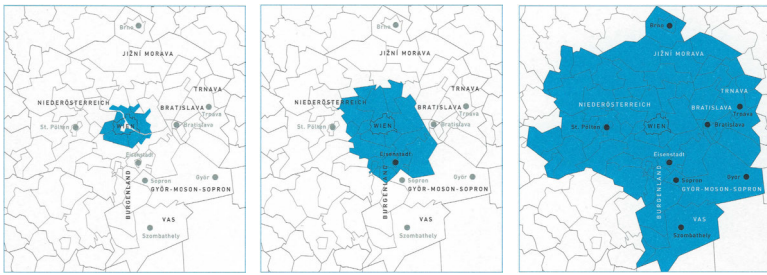 Brno
JIŽNÍ MORAVA
TRNAVA
NIEDERÖSTERREICH
BRATISLAVA
Trnava
WIEN
St. Pölten
Bratislava
Eisenstadt
Sopron
Győr
GYŐR-MOSON-SOPRON
BURGENLAND
VAS
Szombathely
Brno
JIŽNÍ MORAVA
TRNAVA
NIEDERÖSTERREICH
BRATISLAVA
Trnava
WIEN
St. Pölten
Bratislava
Eisenstadt
Sopron
Győr
GYŐR-MOSON-SOPRON
BURGENLAND
VAS
Szombathely
Brno
JIŽNÍ MORAVA
TRNAVA
NIEDERÖSTERREICH
BRATISLAVA
Trnava
WIEN
St. Pölten
Bratislava
Eisenstadt
Sopron
Győr
GYŐR-MOSON-SOPRON
BURGENLAND
VAS
Szombathely